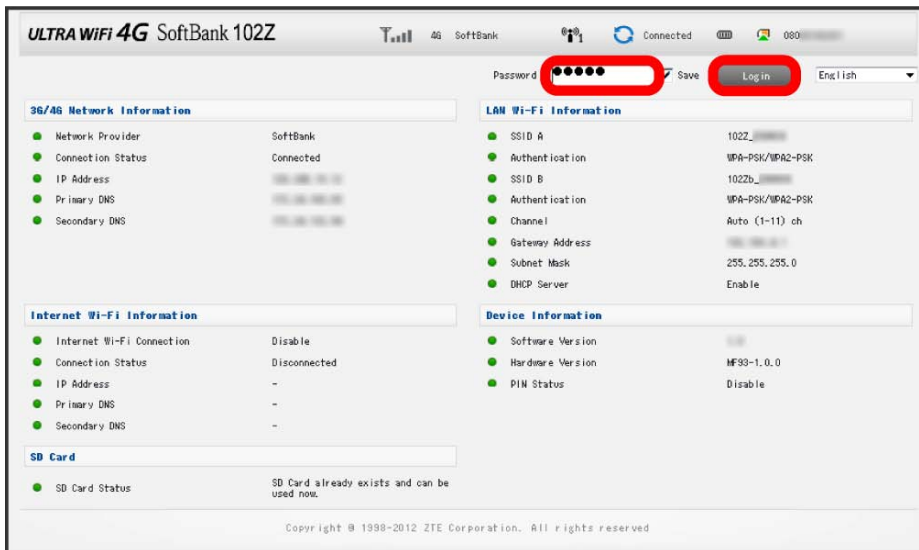 ULTRA WiFi 4G SoftBank 102Z 4G SoftBank 1 Connected 080
Password ●●●●● Save Login English
3G/4G Network Information
Network Provider SoftBank
Connection Status Connected
IP Address
Primary DNS
Secondary DNS
LAN Wi-Fi Information
SSID A 102Z_
Authentication WPA-PSK/WPA2-PSK
SSID B 102Zb_
Authentication WPA-PSK/WPA2-PSK
Channel Auto (1-11) ch
Gateway Address
Subnet Mask 255.255.255.0
DHCP Server Enable
Internet Wi-Fi Information
Internet Wi-Fi Connection Disable
Connection Status Disconnected
IP Address -
Primary DNS -
Secondary DNS -
Device Information
Software Version
Hardware Version MF93-1.0.0
PIN Status Disable
SD Card
SD Card Status SD Card already exists and can be
used now.
Copyright © 1998-2012 ZTE Corporation. All rights reserved